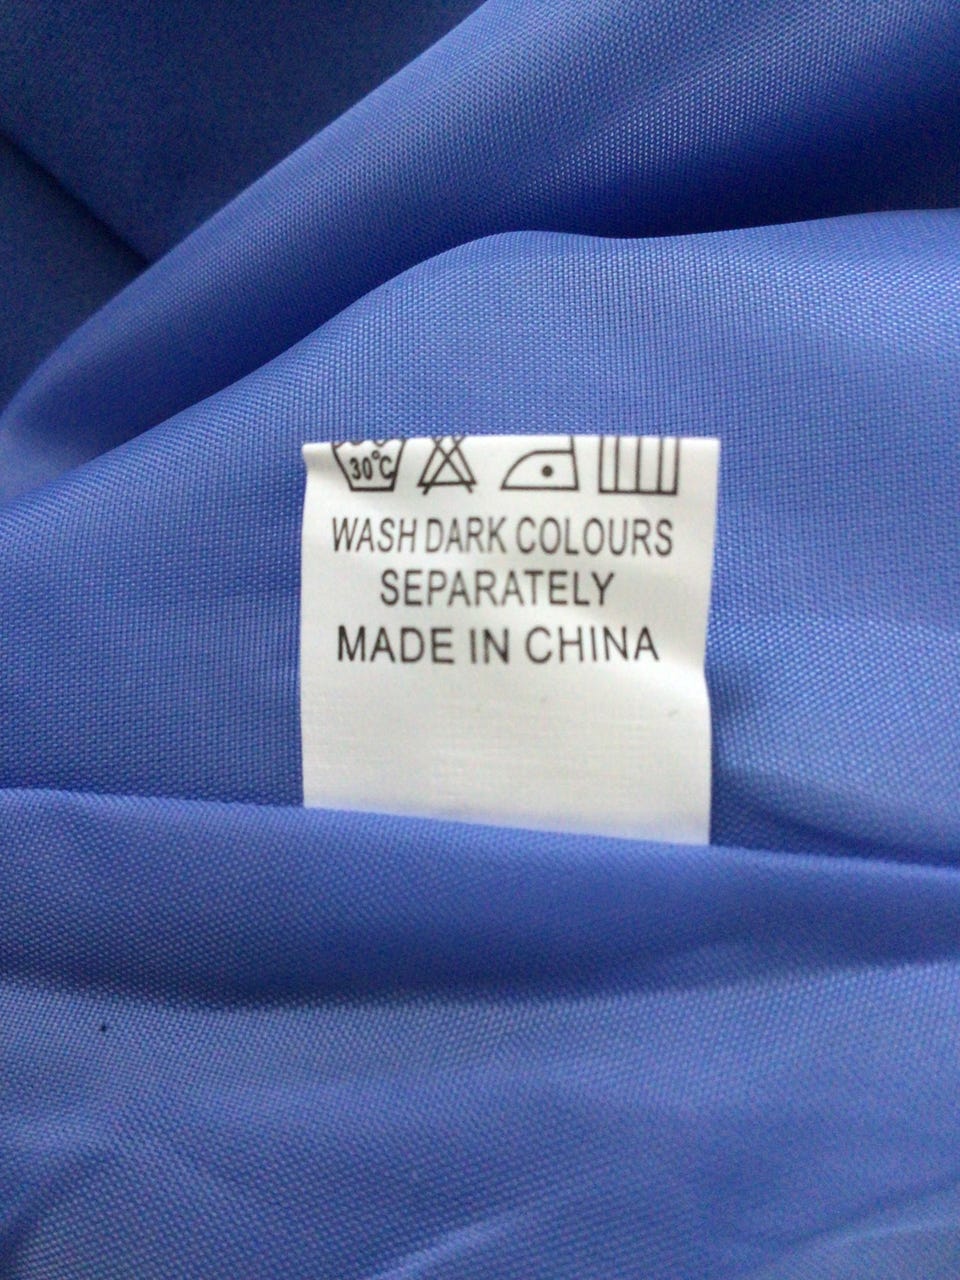 30°C
WASH DARK COLOURS
SEPARATELY
MADE IN CHINA